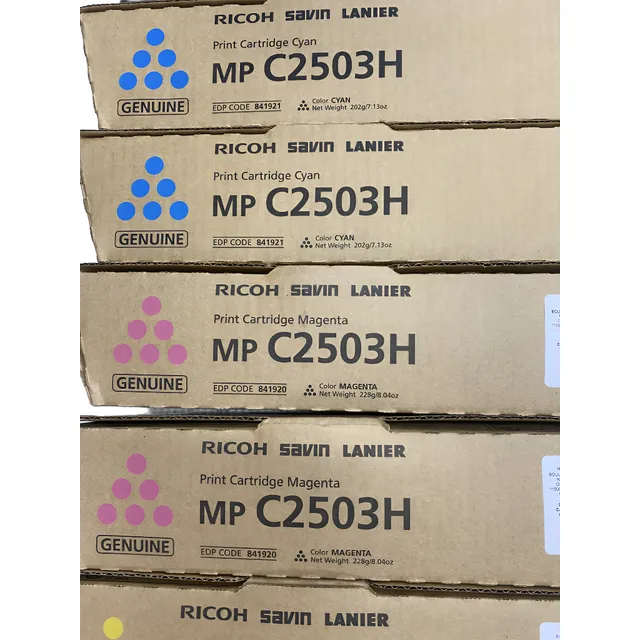 RICOH Savin LANIER
Print Cartridge Cyan
MP C2503H
GENUINE
EDP CODE 841921
Color CYAN
Net Weight 202g/7.13oz
RICOH Savin LANIER
Print Cartridge Cyan
MP C2503H
GENUINE
EDP CODE 841921
Color CYAN
Net Weight 202g/7.13oz
RICOH Savin LANIER
Print Cartridge Magenta
MP C2503H
GENUINE
EDP CODE 841920
Color MAGENTA
Net Weight 228g/8.04oz
RICOH Savin LANIER
Print Cartridge Magenta
MP C2503H
GENUINE
EDP CODE 841920
Color MAGENTA
Net Weight 228g/8.04oz
RICOH Savin LANIER